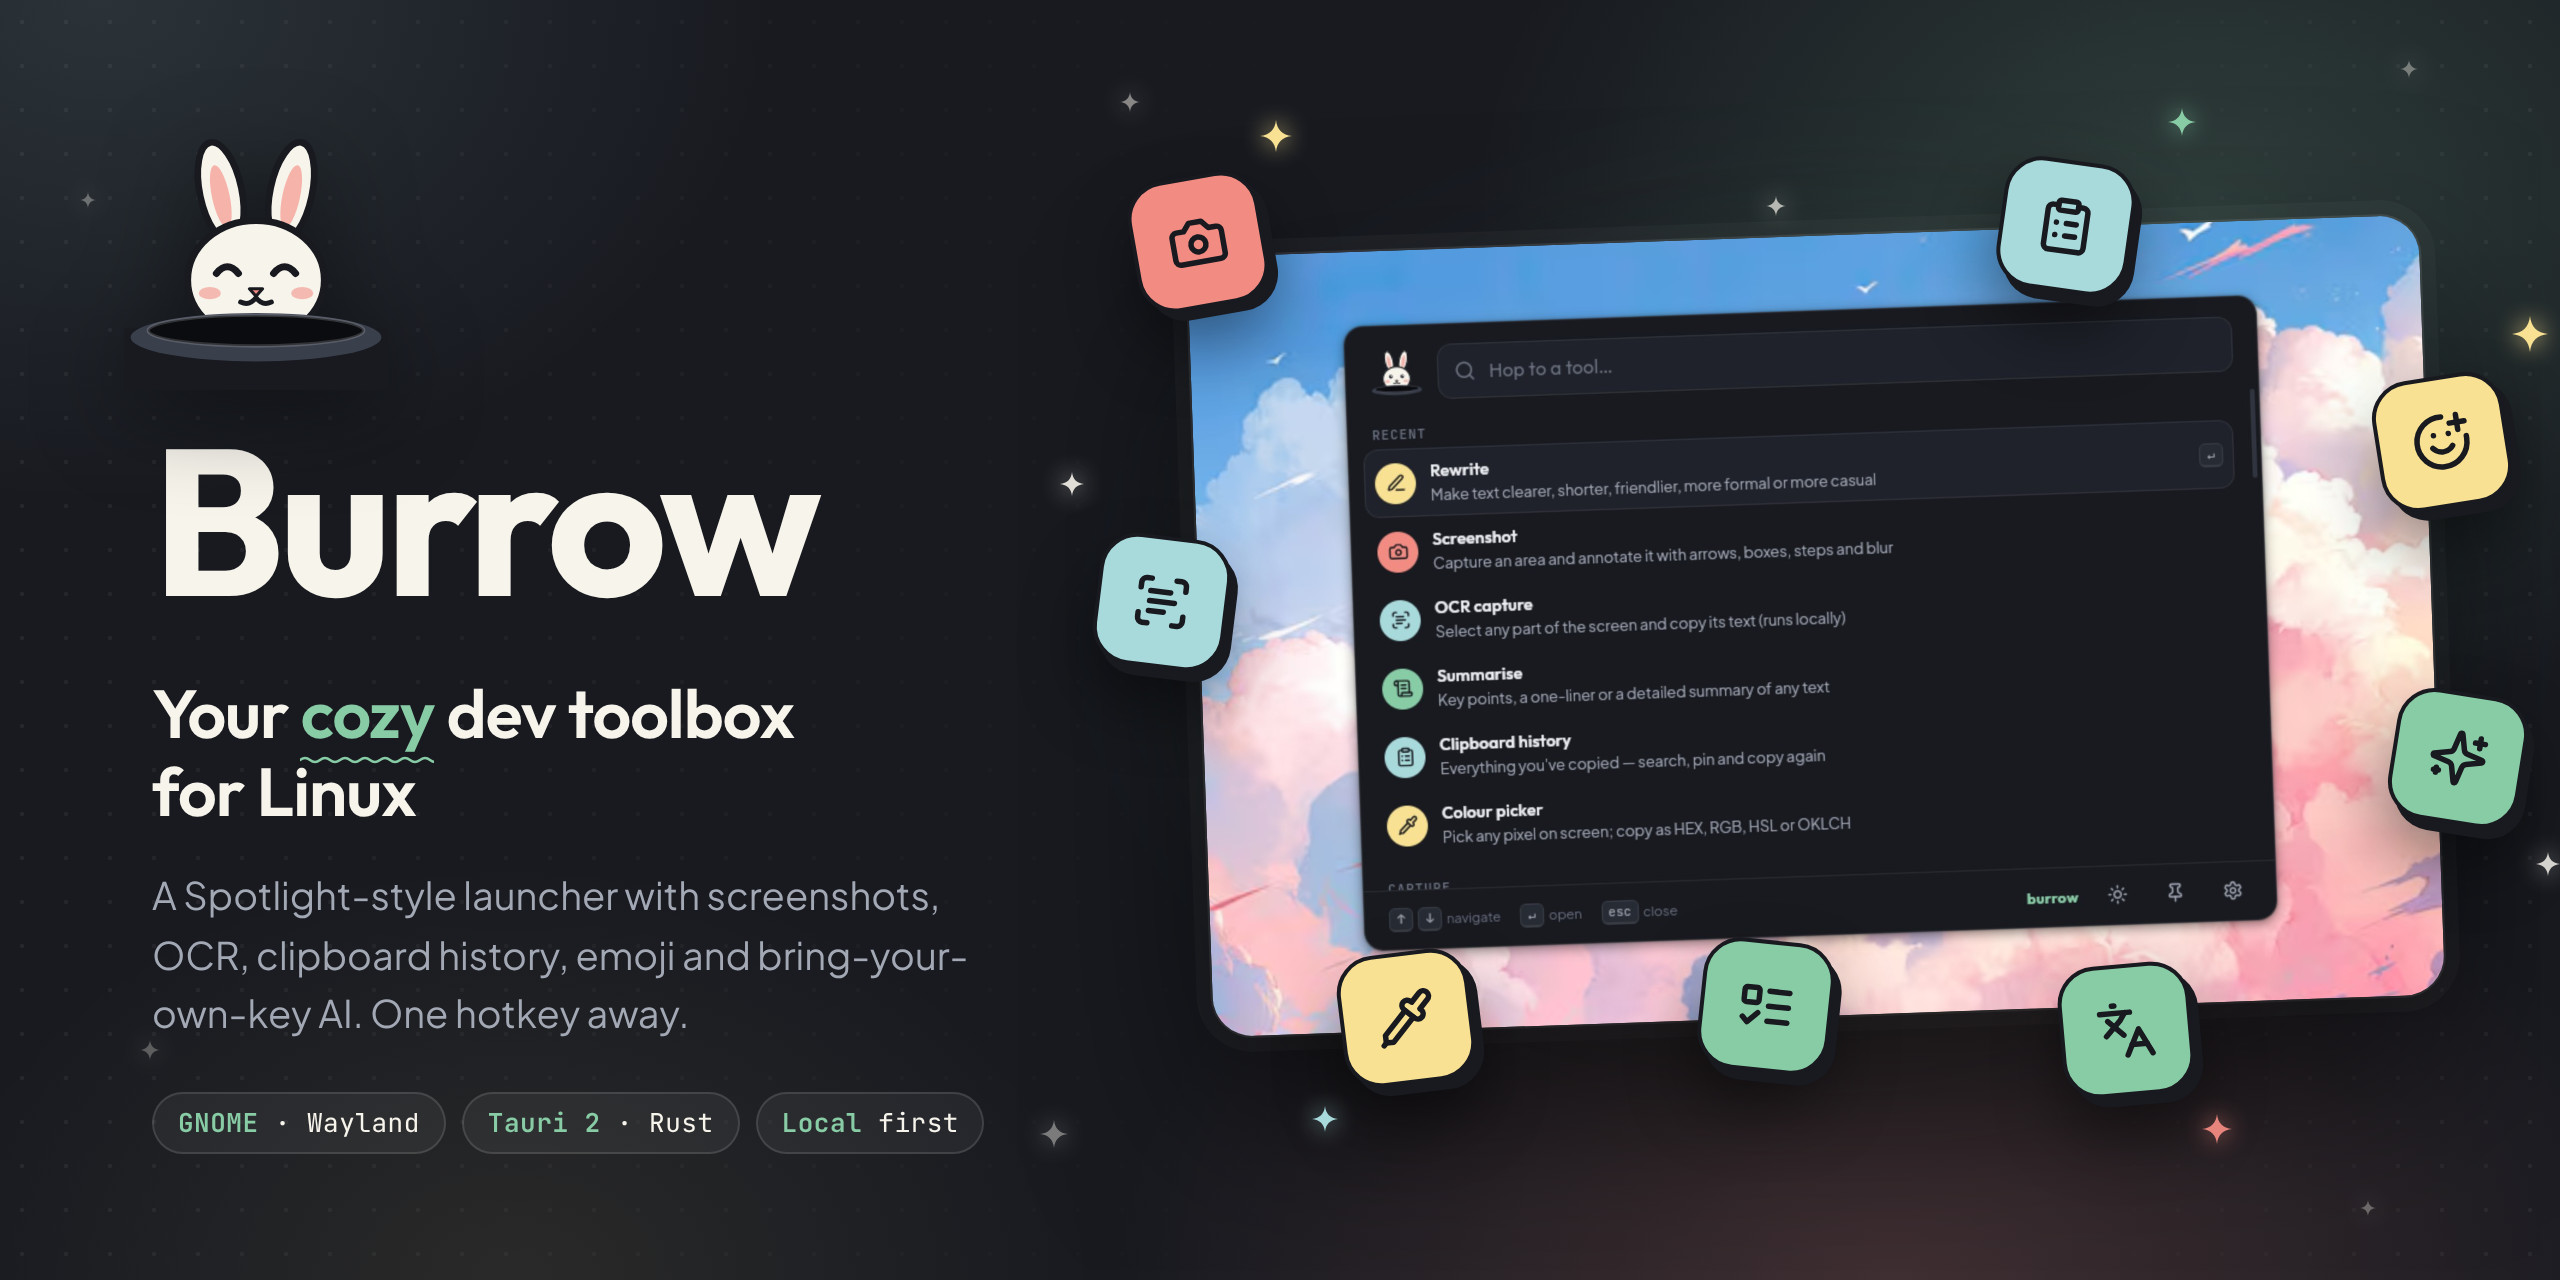 Burrow
Your cozy dev toolbox
for Linux
A Spotlight-style launcher with screenshots,
OCR, clipboard history, emoji and bring-your-
own-key AI. One hotkey away.
GNOME · Wayland
Tauri 2 · Rust
Local first
Hop to a tool...
RECENT
Rewrite
Make text clearer, shorter, friendlier, more formal or more casual
Screenshot
Capture an area and annotate it with arrows, boxes, steps and blur
OCR capture
Select any part of the screen and copy its text (runs locally)
Summarise
Key points, a one-liner or a detailed summary of any text
Clipboard history
Everything you've copied — search, pin and copy again
Colour picker
Pick any pixel on screen; copy as HEX, RGB, HSL or OKLCH
CAPTURE
↑ ↓ navigate ↵ open esc close
burrow